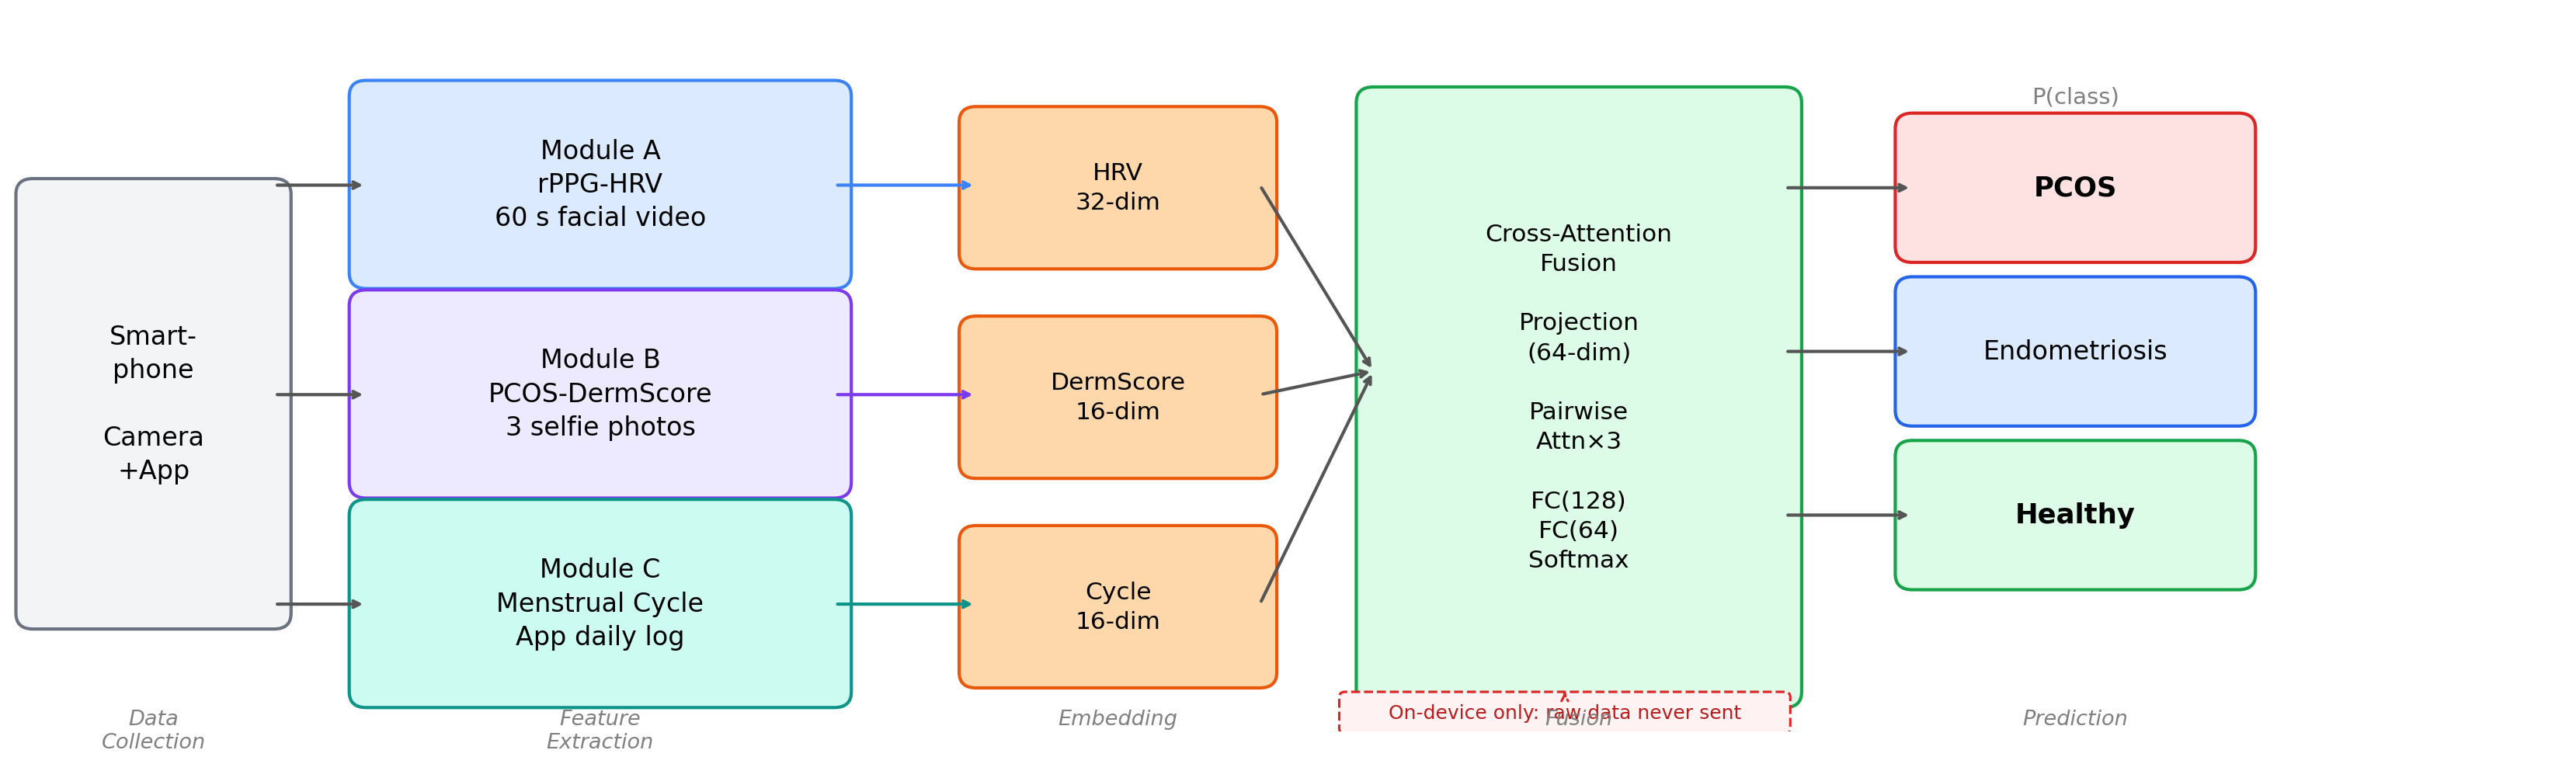 Smart-
phone
Camera
+App
Data
Collection
Module A
rPPG-HRV
60 s facial video
Module B
PCOS-DermScore
3 selfie photos
Module C
Menstrual Cycle
App daily log
Feature
Extraction
HRV
32-dim
DermScore
16-dim
Cycle
16-dim
Embedding
Cross-Attention
Fusion
Projection
(64-dim)
Pairwise
Attn×3
FC(128)
FC(64)
Softmax
On-device only: raw data never sent
Fusion
P(class)
PCOS
Endometriosis
Healthy
Prediction